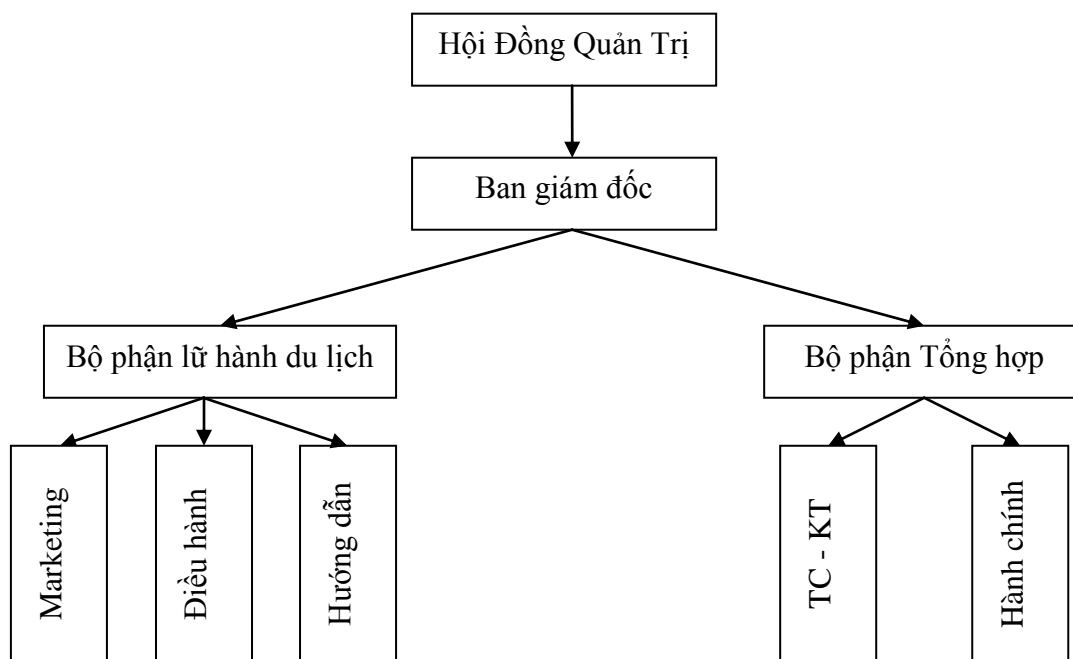 Hội Đồng Quản Trị
Ban giám đốc
Bộ phận lữ hành du lịch
Bộ phận Tổng hợp
Marketing
Điều hành
Hướng dẫn
TC - KT
Hành chính